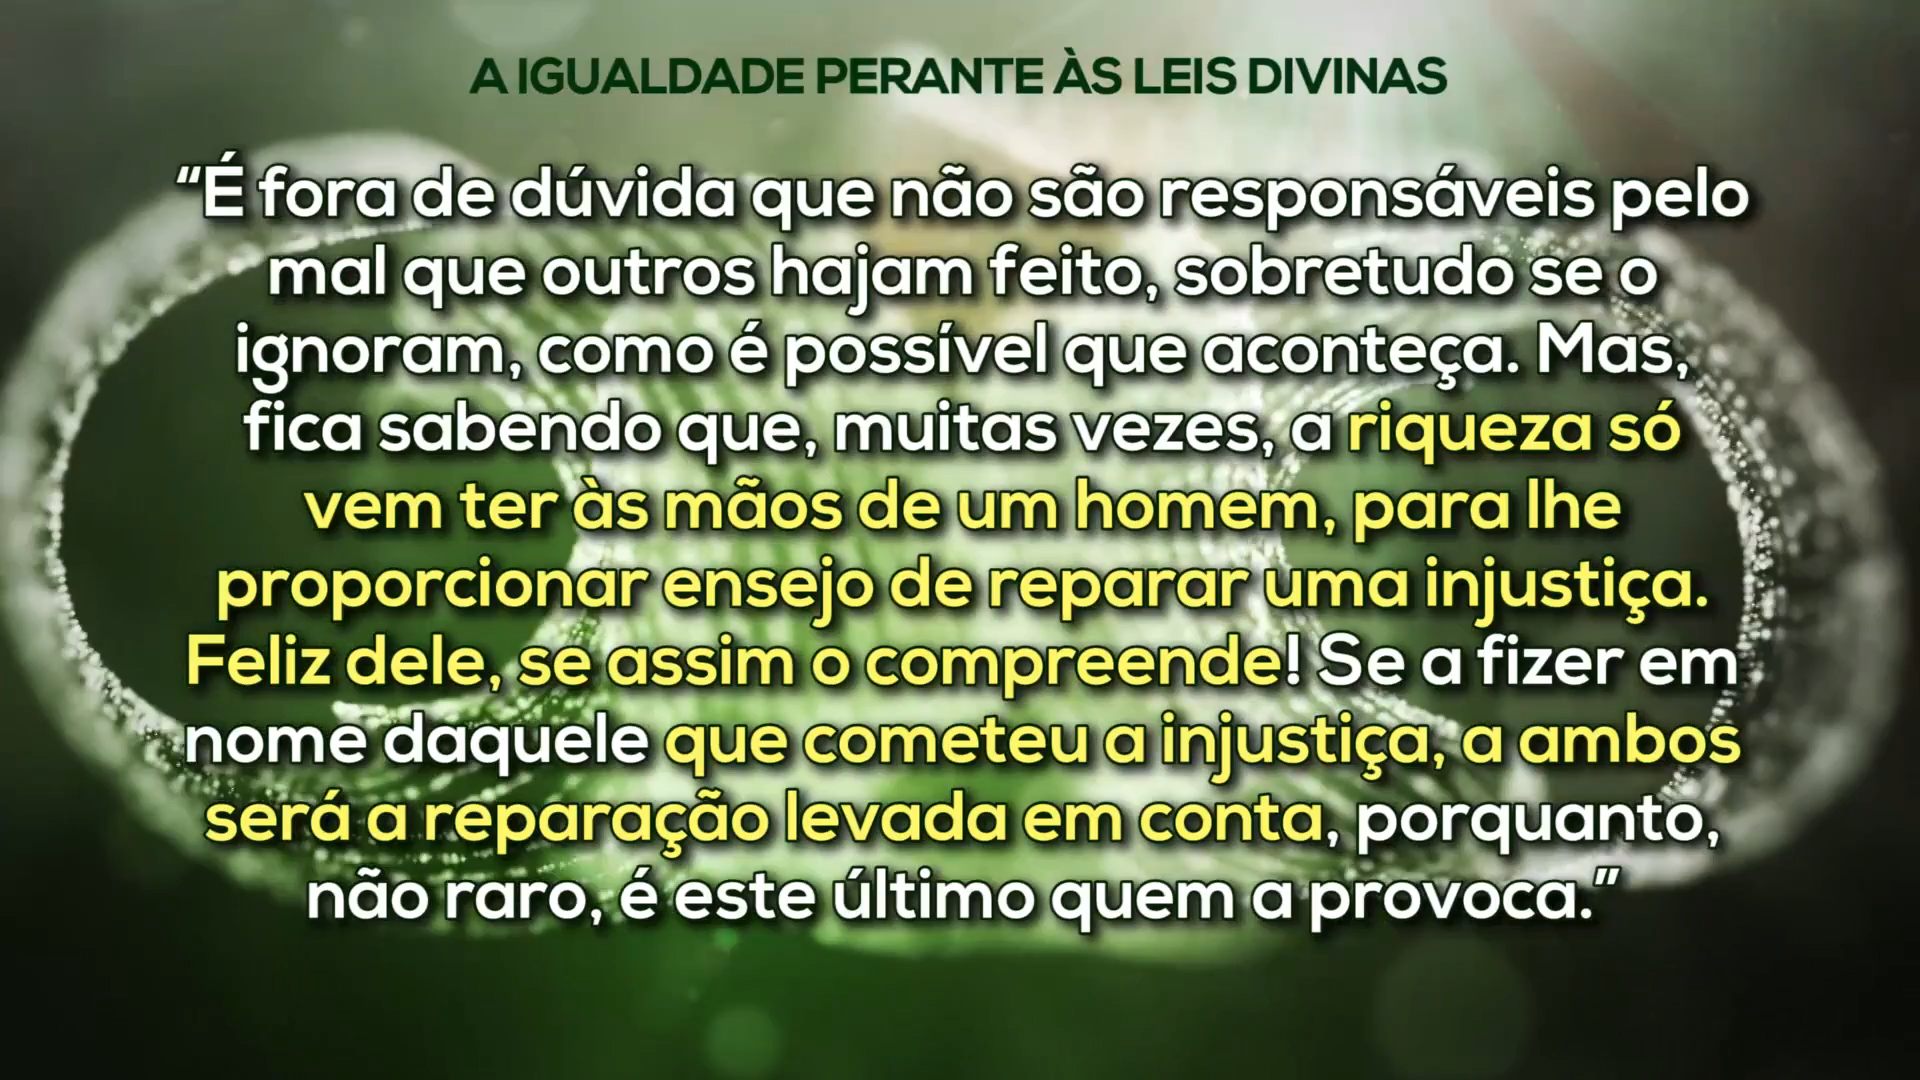 A IGUALDADE PERANTE ÀS LEIS DIVINAS
“É fora de dúvida que não são responsáveis pelo
mal que outros hajam feito, sobretudo se o
ignoram, como é possível que aconteça. Mas,
fica sabendo que, muitas vezes, a riqueza só
vem ter às mãos de um homem, para lhe
proporcionar ensejo de reparar uma injustiça.
Feliz dele, se assim o compreende! Se a fizer em
nome daquele que cometeu a injustiça, a ambos
será a reparação levada em conta, porquanto,
não raro, é este último quem a provoca.”